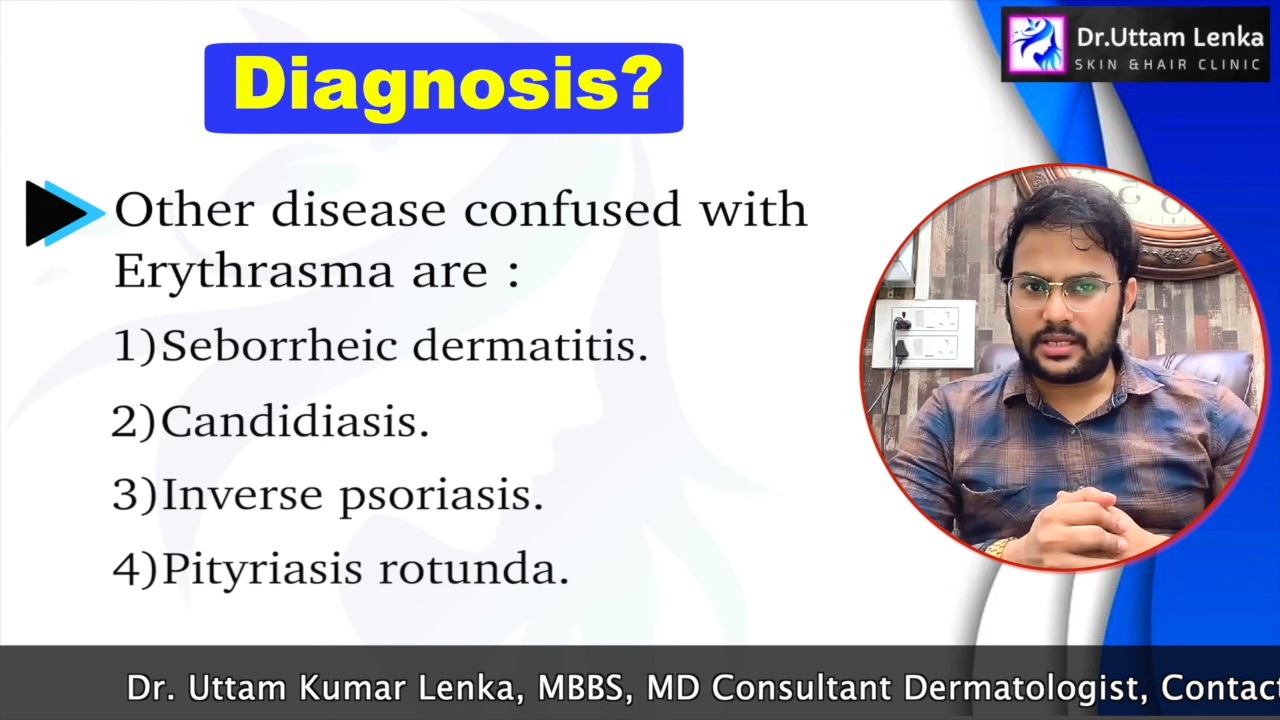 Diagnosis?
Dr.Uttam Lenka
SKIN &HAIR CLINIC
Other disease confused with
Erythrasma are :
1)Seborrheic dermatitis.
2)Candidiasis.
3)Inverse psoriasis.
4)Pityriasis rotunda.
Dr. Uttam Kumar Lenka, MBBS, MD Consultant Dermatologist, Contact